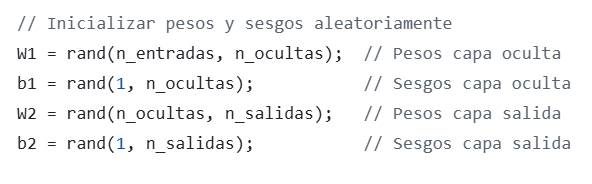 // Inicializar pesos y sesgos aleatoriamente
W1 = rand(n_entradas, n_ocultas);  // Pesos capa oculta
b1 = rand(1, n_ocultas);           // Sesgos capa oculta
W2 = rand(n_ocultas, n_salidas);   // Pesos capa salida
b2 = rand(1, n_salidas);           // Sesgos capa salida